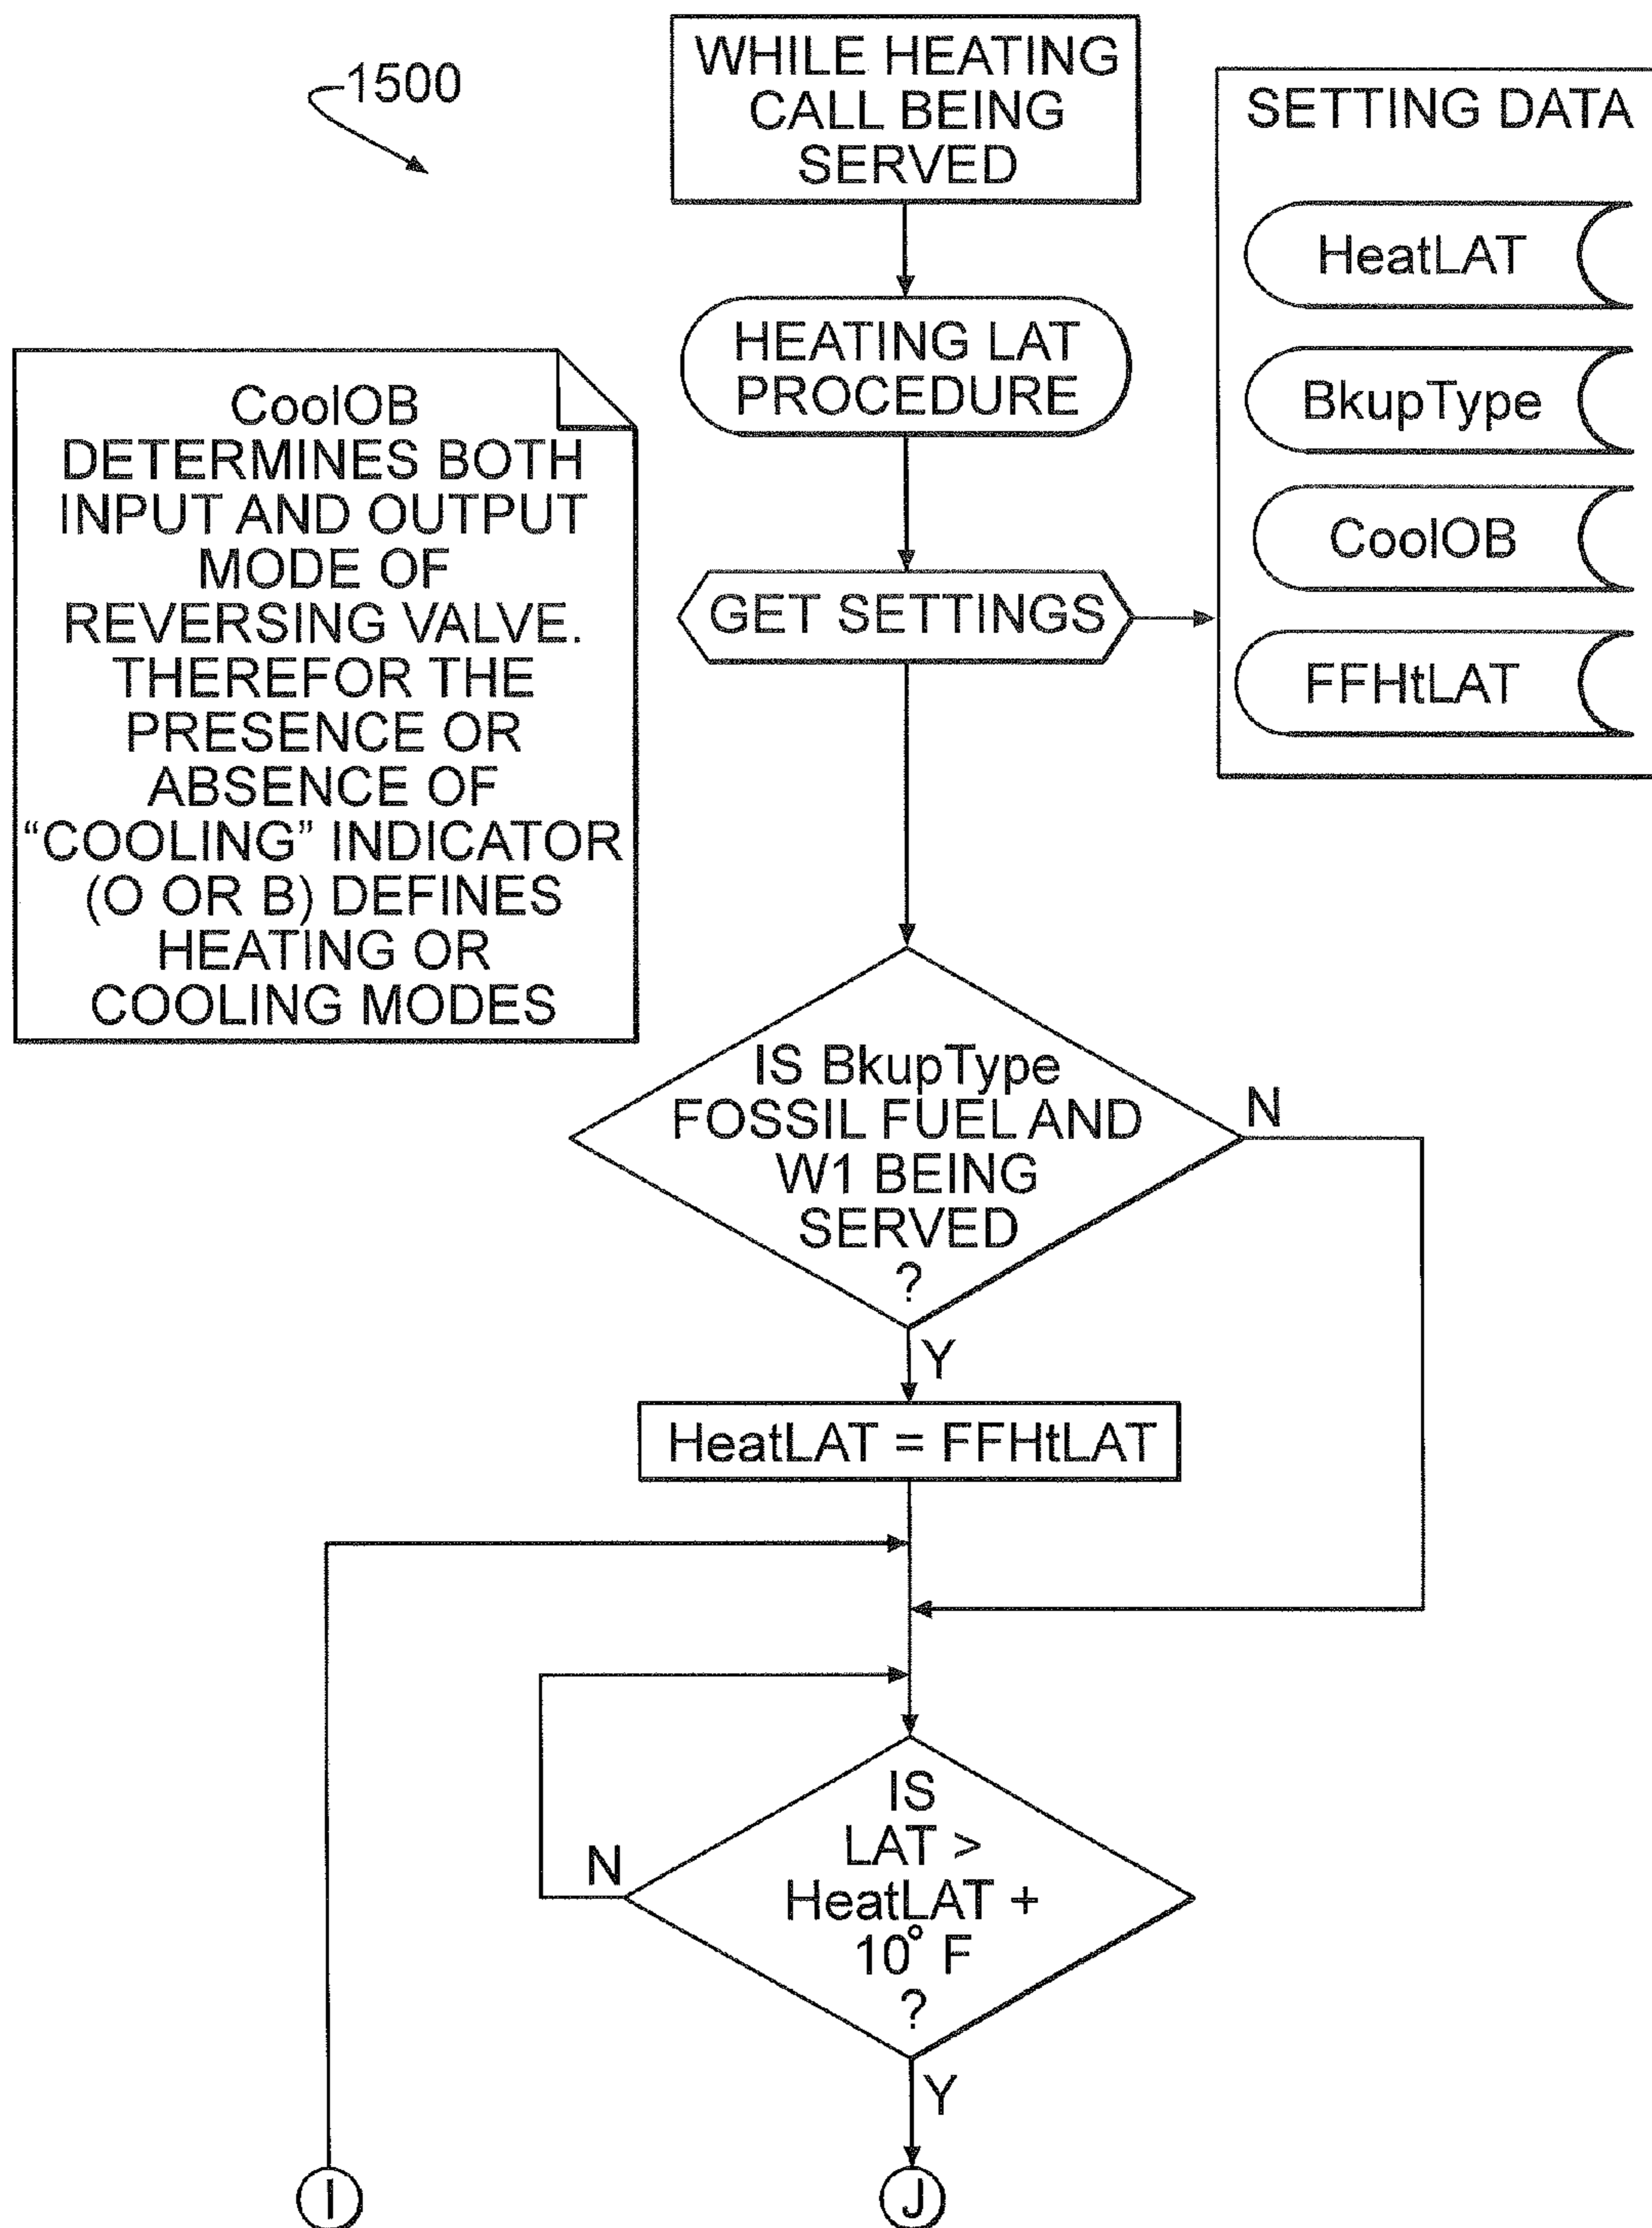 1500
WHILE HEATING
CALL BEING
SERVED
SETTING DATA
HeatLAT
BkupType
CoolOB
FFHtLAT
HEATING LAT
PROCEDURE
CoolOB
DETERMINES BOTH
INPUT AND OUTPUT
MODE OF
REVERSING VALVE.
THEREFOR THE
PRESENCE OR
ABSENCE OF
“COOLING” INDICATOR
(O OR B) DEFINES
HEATING OR
COOLING MODES
GET SETTINGS
IS BkupType
FOSSIL FUEL AND
W1 BEING
SERVED
?
N
Y
HeatLAT = FFHtLAT
IS
LAT >
HeatLAT +
10° F
?
N
Y
I
J